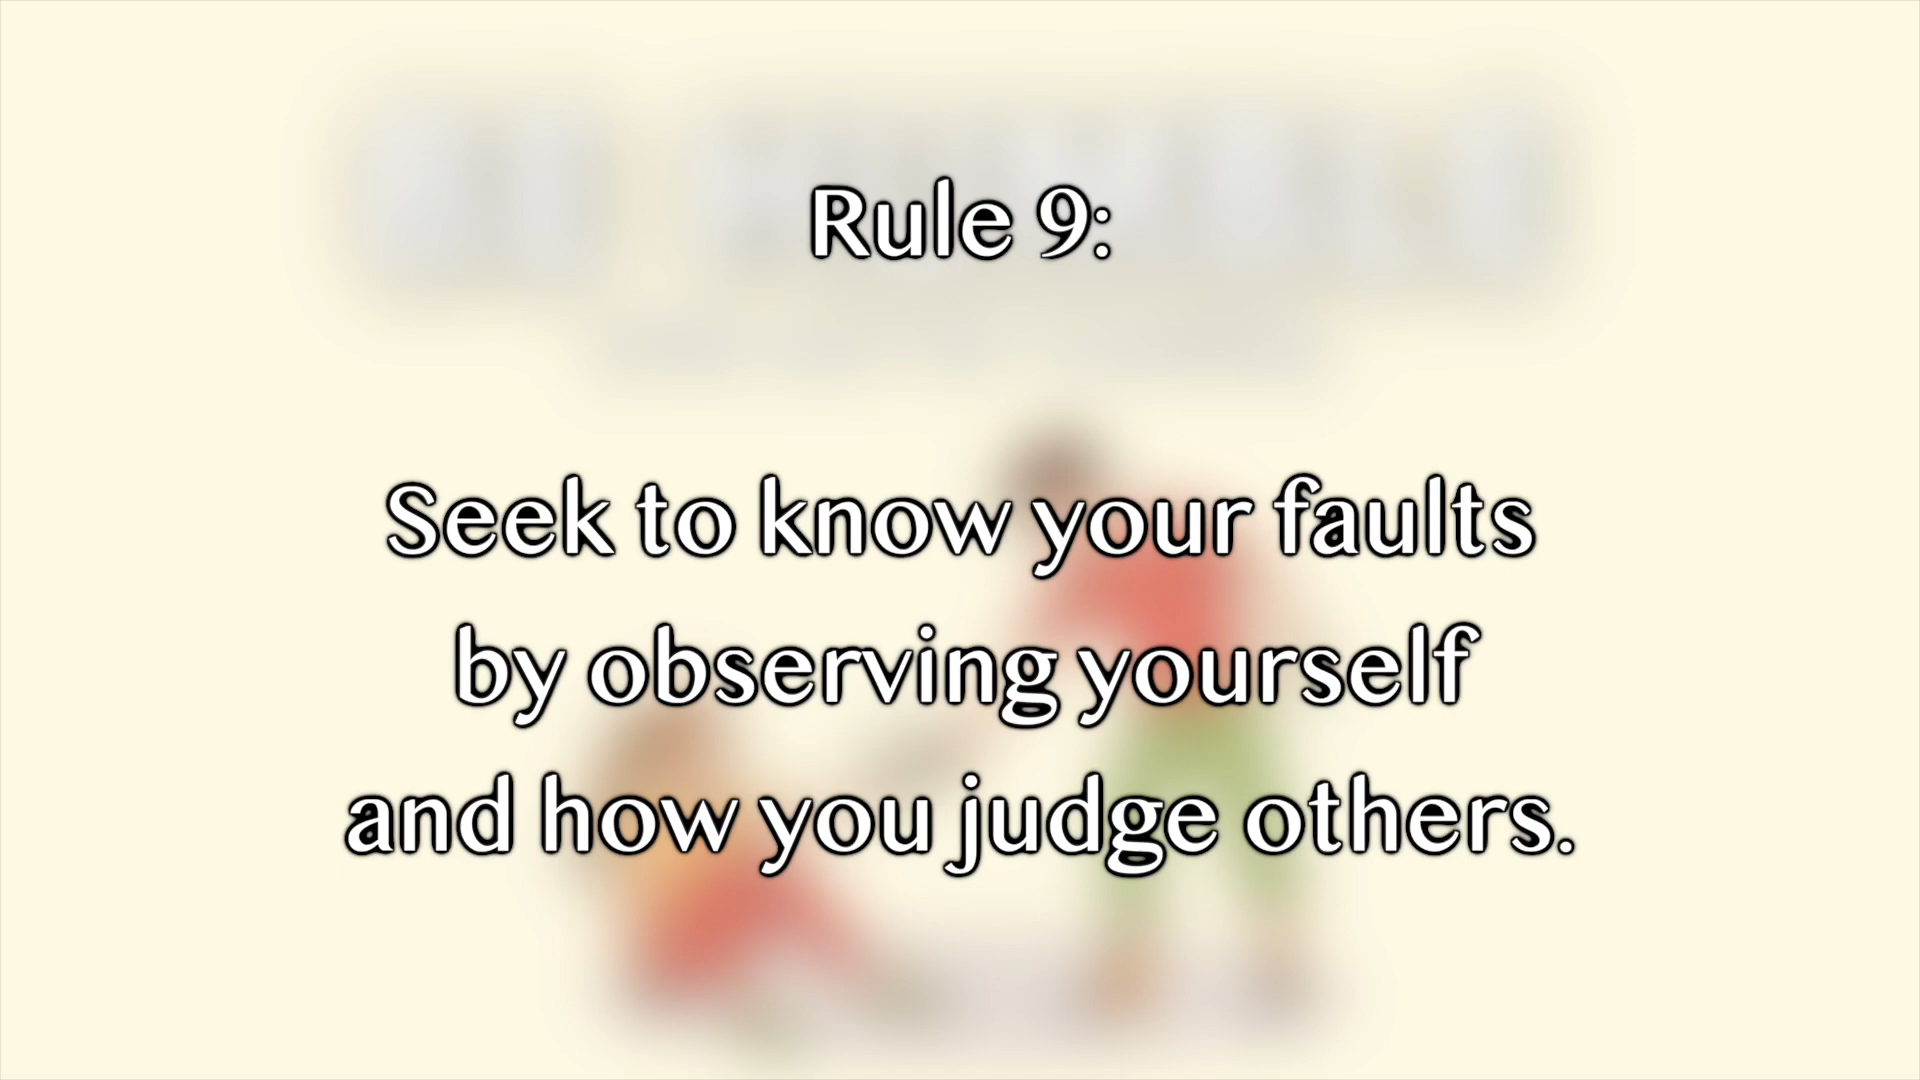 Rule 9:
Seek to know your faults
by observing yourself
and how you judge others.